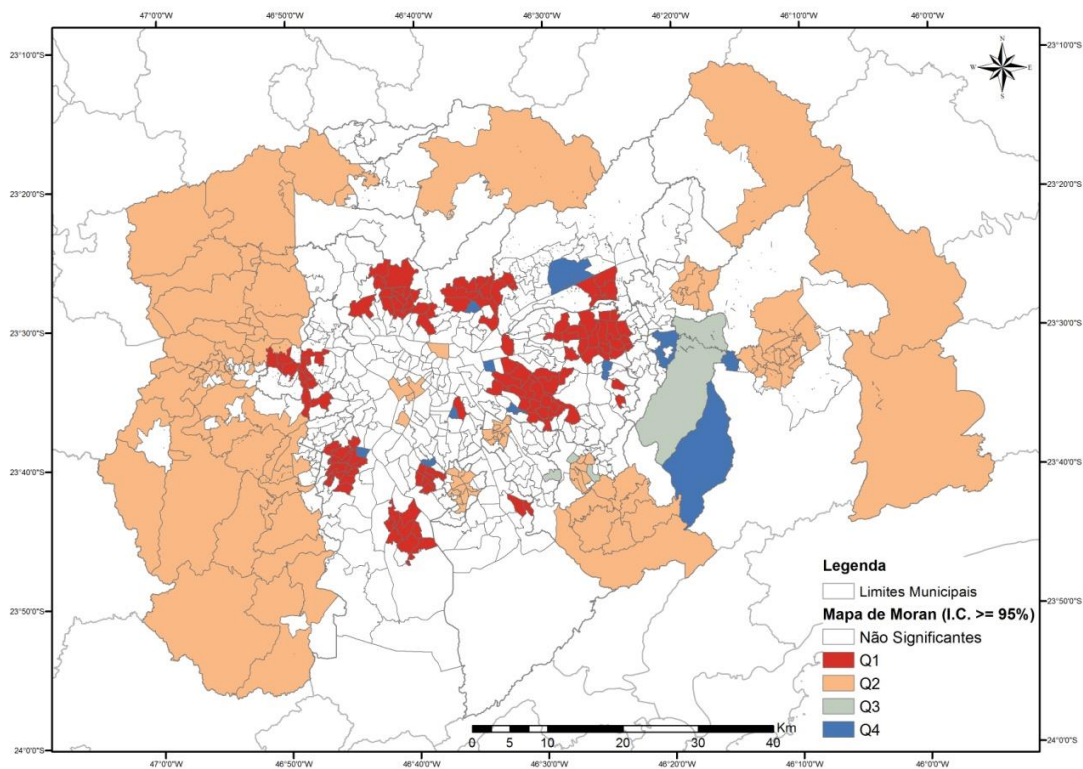 47°0'0"W 46°50'0"W 46°40'0"W 46°30'0"W 46°20'0"W 46°10'0"W 46°0'0"W
23°10'0"S 23°10'0"S
N
W E
S
23°20'0"S 23°20'0"S
23°30'0"S 23°30'0"S
23°40'0"S 23°40'0"S
Legenda
Limites Municipais
Mapa de Moran (I.C. >= 95%)
Não Significantes
Q1
Q2
Q3
Q4
23°50'0"S 23°50'0"S
Km
0 5 10 20 30 40
24°0'0"S 24°0'0"S
47°0'0"W 46°50'0"W 46°40'0"W 46°30'0"W 46°20'0"W 46°10'0"W 46°0'0"W